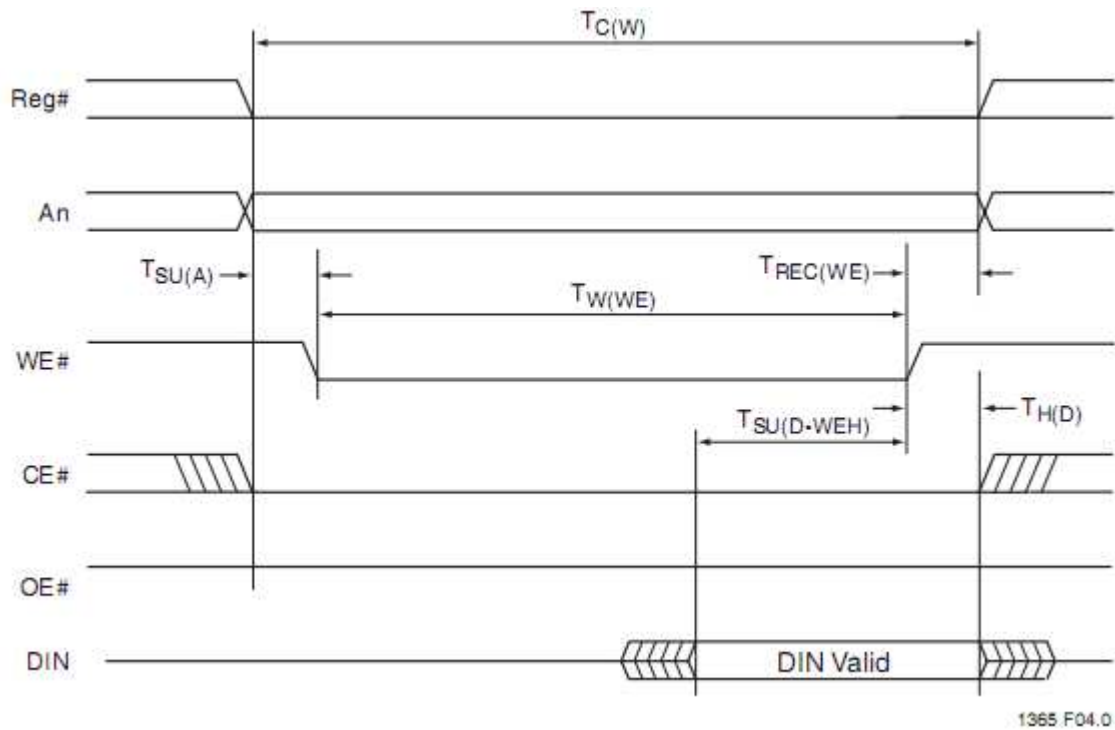 TC(W)
Reg#
An
TSU(A)
TREC(WE)
TW(WE)
WE#
TSU(D-WEH)
TH(D)
CE#
OE#
DIN
DIN Valid
1365 F04.0